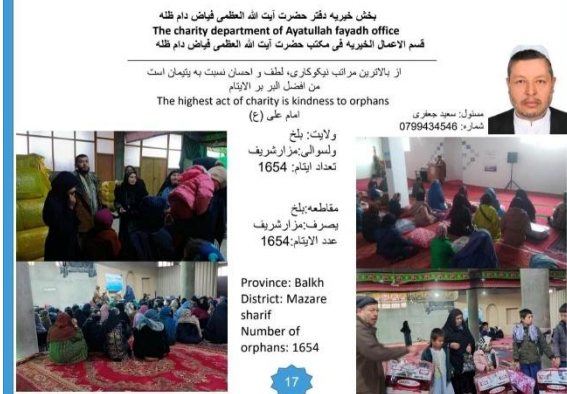 بخش خیریه دفتر حضرت آیت الله العظمی فیاض دام ظله
The charity department of Ayatullah fayadh office
قسم الاعمال الخیریه فی مکتب حضرت آیت الله العظمی فیاض دام ظله
از بالاترین مراتب نیکوکاری، لطف و احسان نسبت به یتیمان است
من افضل البر بر الایتام
The highest act of charity is kindness to orphans
امام علی (ع)
مسئول: سعید جعفری
شماره: 0799434546
ولایت: بلخ
ولسوالی:مزارشریف
تعداد ایتام: 1654
مقاطعه:بلخ
یصرف:مزارشریف
عدد الایتام:1654
Province: Balkh
District: Mazare
sharif
Number of
orphans: 1654
17